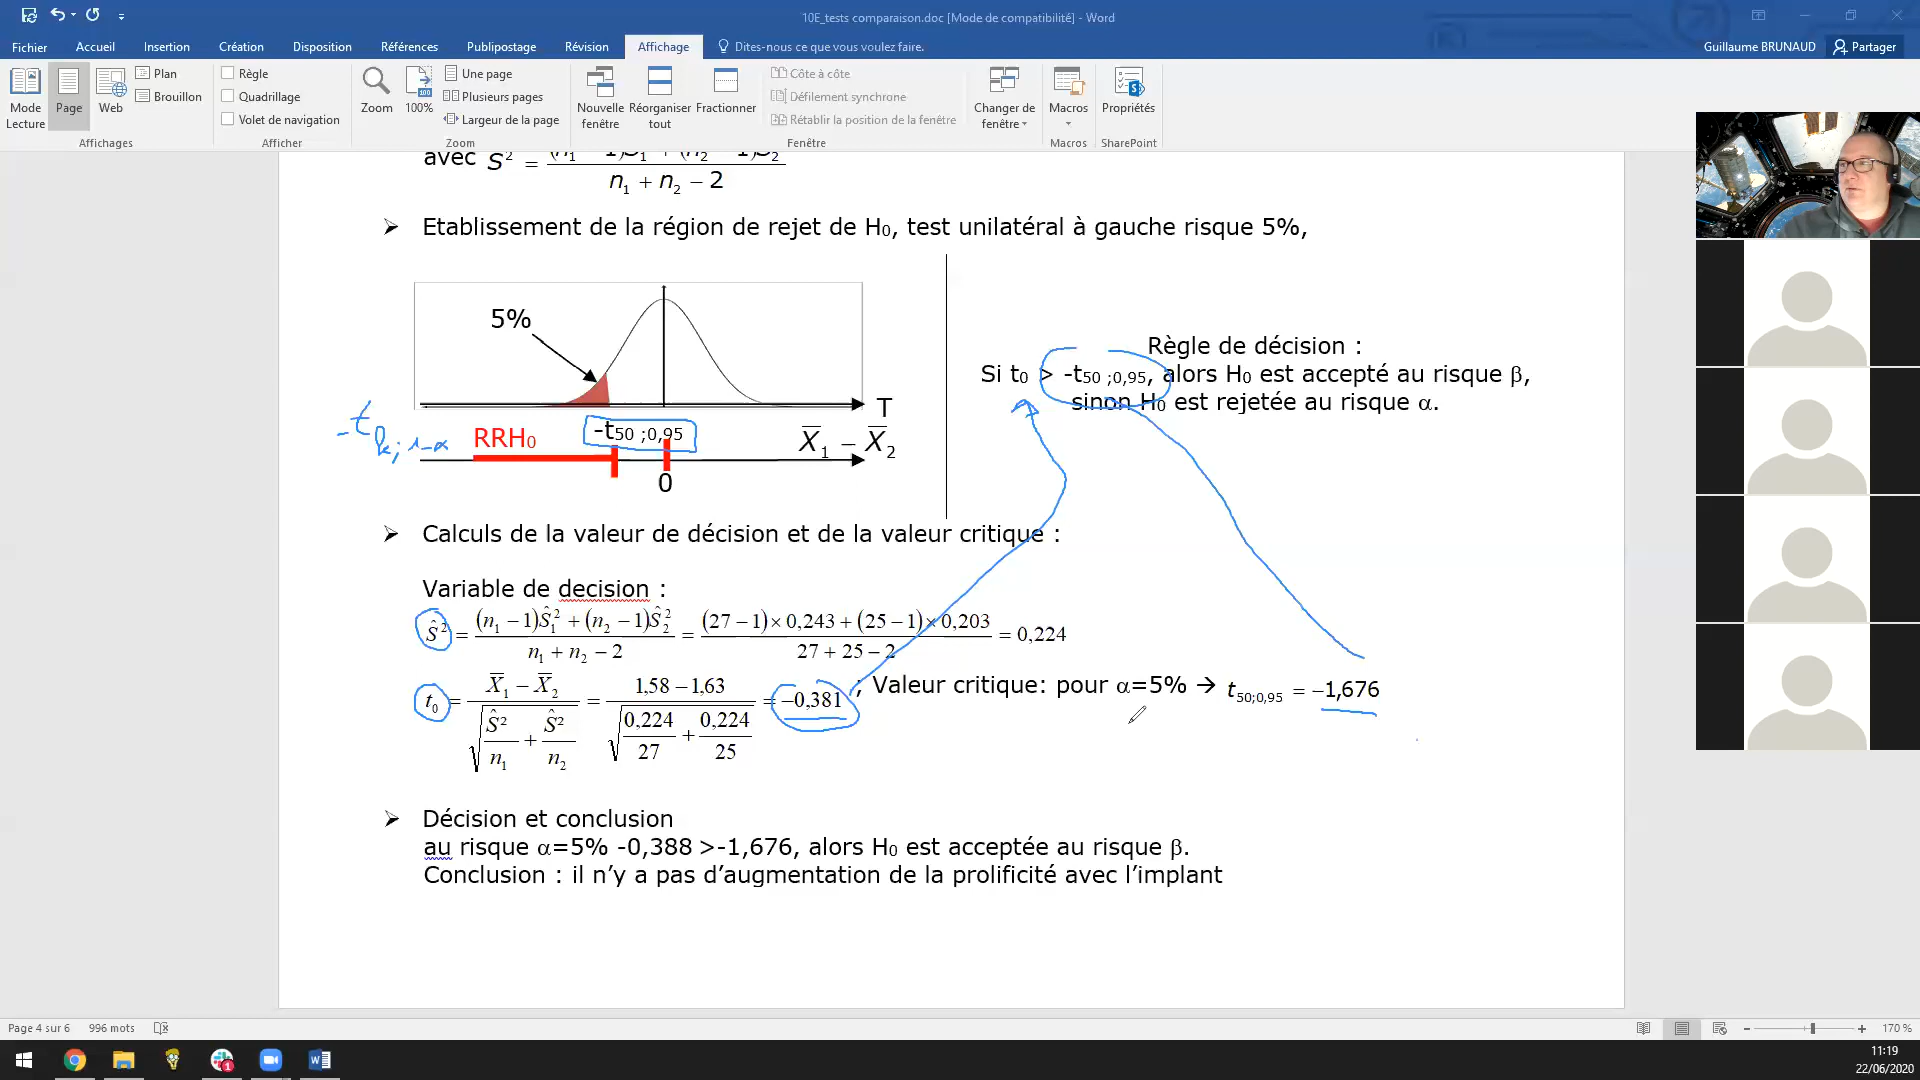 10E_tests comparaison.doc [Mode de compatibilité] - Word
Fichier Accueil Insertion Création Disposition Références Publipostage Révision Affichage Dites-nous ce que vous voulez faire. Guillaume BRUNAUD Partager
Mode Lecture Page Web Plan Brouillon
Règle Quadrillage Volet de navigation
Zoom 100% Une page Plusieurs pages Largeur de la page
Nouvelle fenêtre Réorganiser tout Fractionner
Côte à côte Défilement synchrone Rétablir la position de la fenêtre
Changer de fenêtre Macros Propriétés
Affichages Afficher Zoom Fenêtre Macros SharePoint
avec S² = (n₁ – 1)S₁² + (n₂ – 1)S₂² / n₁ + n₂ – 2
➢ Etablissement de la région de rejet de H₀, test unilatéral à gauche risque 5%,
5%
T
-t50 ;0,95
RRH₀
X̄₁ – X̄₂
0
-t k; 1-α
Règle de décision :
Si t₀ > -t50 ;0,95, alors H₀ est accepté au risque β,
sinon H₀ est rejetée au risque α.
➢ Calculs de la valeur de décision et de la valeur critique :
Variable de decision :
Ŝ² = (n₁ – 1)Ŝ₁² + (n₂ – 1)Ŝ₂² / n₁ + n₂ – 2 = (27 – 1)× 0,243 + (25 – 1)× 0,203 / 27 + 25 – 2 = 0,224
t₀ = X̄₁ – X̄₂ / √(Ŝ²/n₁ + Ŝ²/n₂) = 1,58 – 1,63 / √(0,224/27 + 0,224/25) = –0,381 ; Valeur critique: pour α=5% → t50;0,95 = –1,676
➢ Décision et conclusion
au risque α=5% -0,388 >-1,676, alors H₀ est acceptée au risque β.
Conclusion : il n’y a pas d’augmentation de la prolificité avec l’implant
Page 4 sur 6 996 mots 170 %
1
11:19
22/06/2020